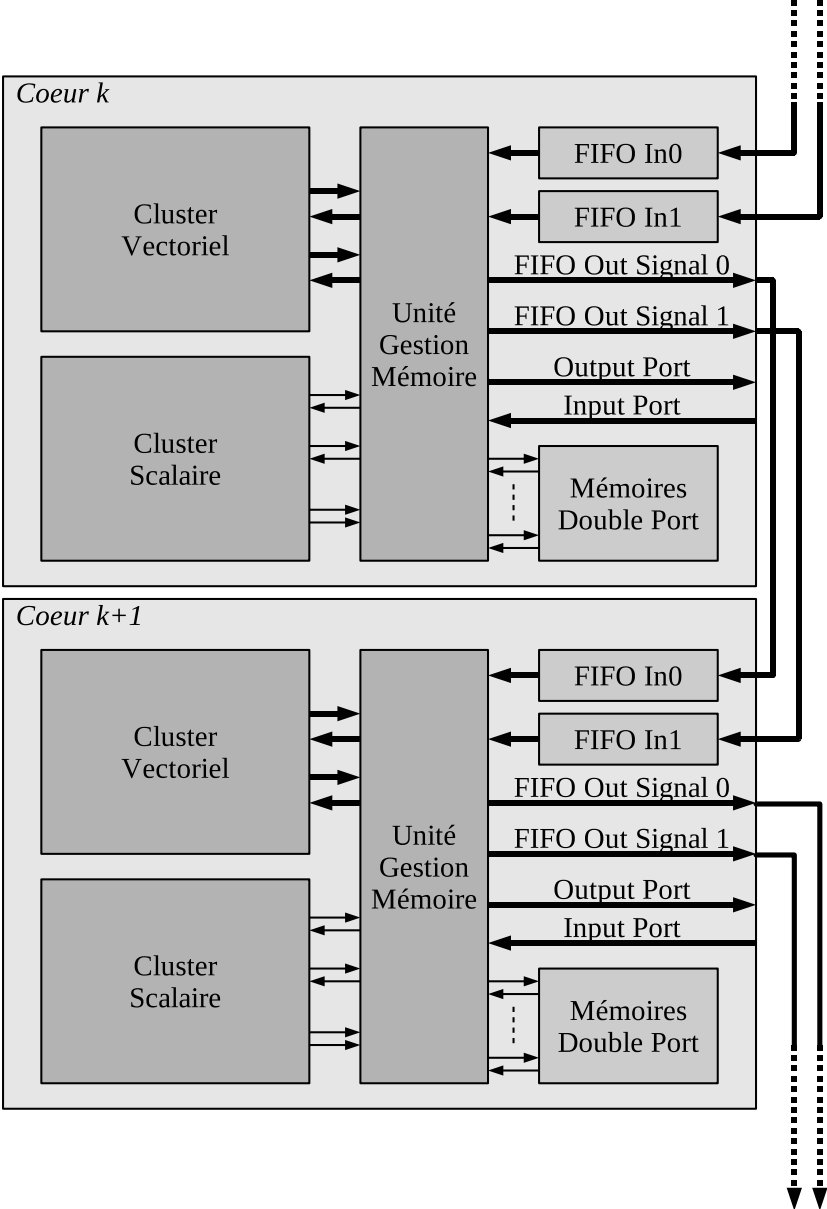 Coeur k
Cluster
Vectoriel
Cluster
Scalaire
Unité
Gestion
Mémoire
FIFO In0
FIFO In1
FIFO Out Signal 0
FIFO Out Signal 1
Output Port
Input Port
Mémoires
Double Port
Coeur k+1
Cluster
Vectoriel
Cluster
Scalaire
Unité
Gestion
Mémoire
FIFO In0
FIFO In1
FIFO Out Signal 0
FIFO Out Signal 1
Output Port
Input Port
Mémoires
Double Port